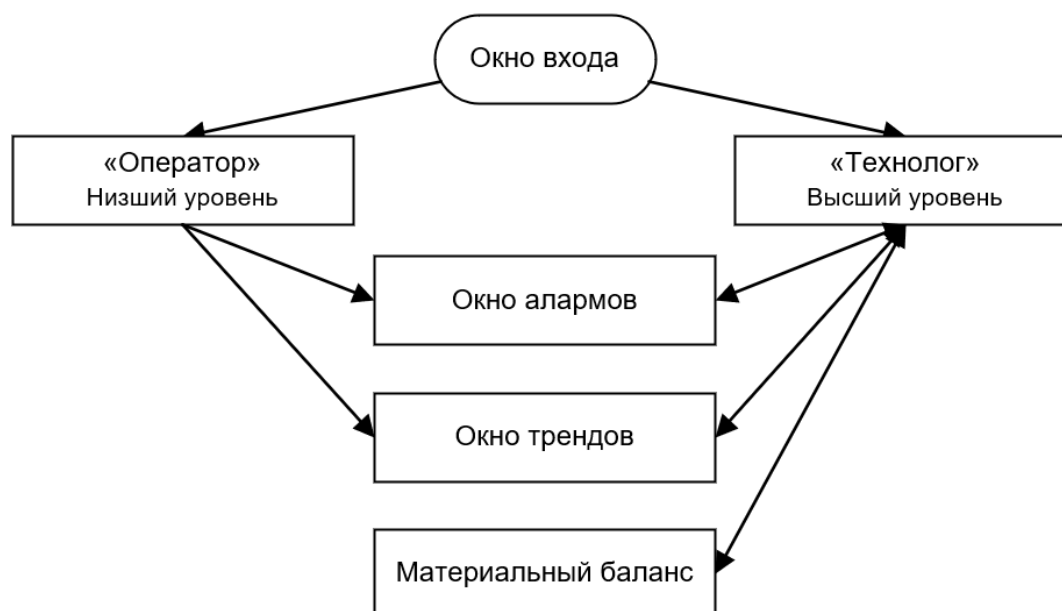 Окно входа
«Оператор»
Низший уровень
«Технолог»
Высший уровень
Окно алармов
Окно трендов
Материальный баланс